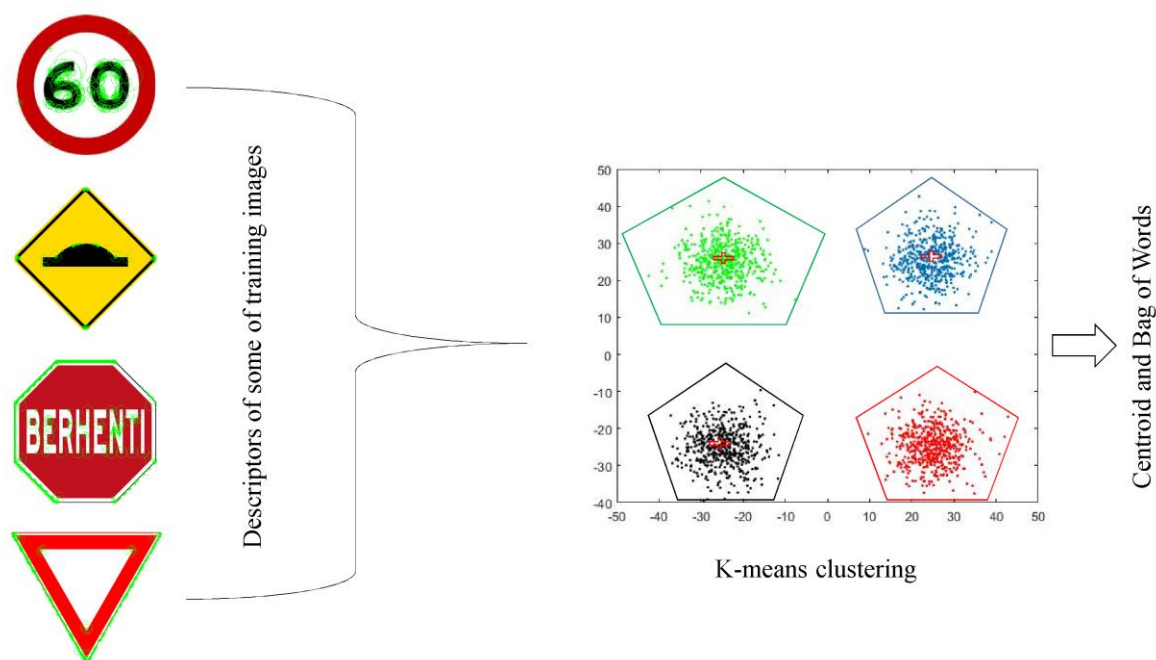 60
BERHENTI
Descriptors of some of training images
50
40
30
20
10
0
-10
-20
-30
-40
-50 -40 -30 -20 -10 0 10 20 30 40 50
K-means clustering
Centroid and Bag of Words